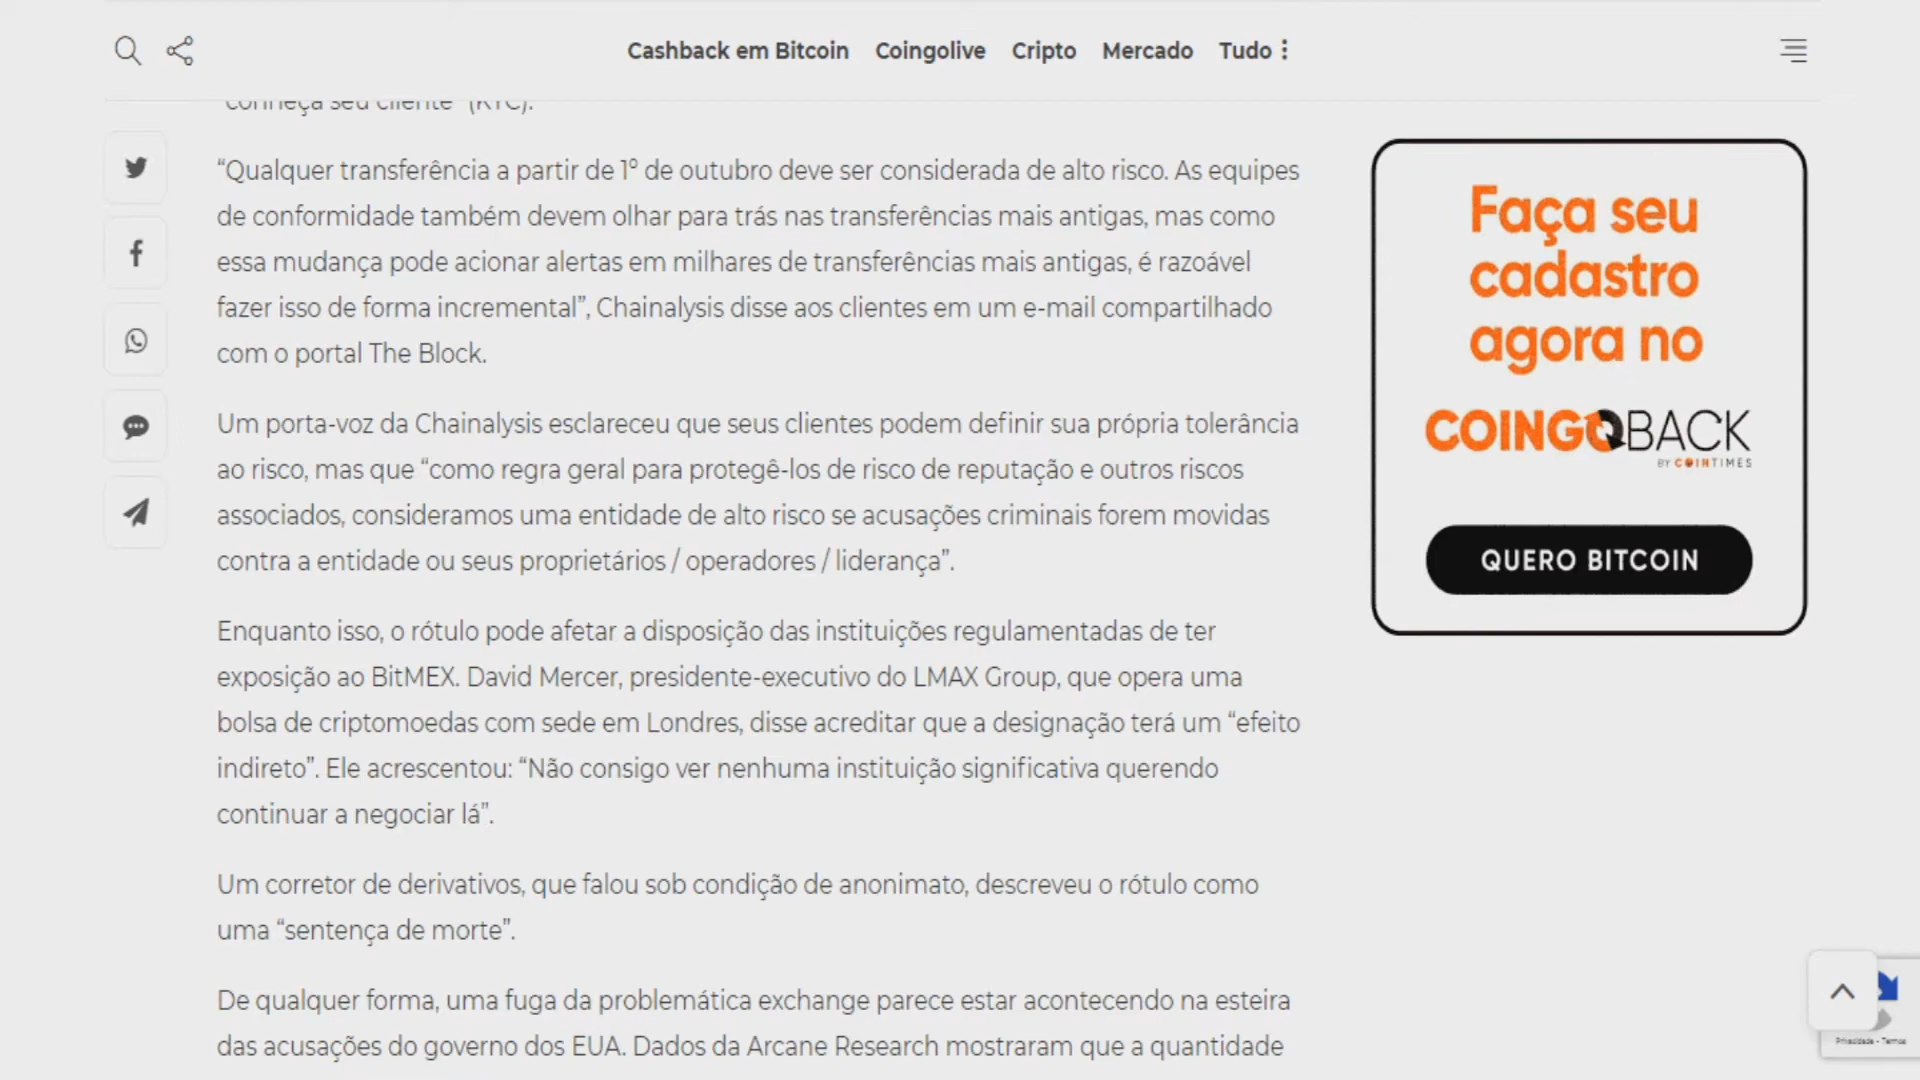 Cashback em Bitcoin Coingolive Cripto Mercado Tudo
conheça seu cliente" (KYC).
“Qualquer transferência a partir de 1º de outubro deve ser considerada de alto risco. As equipes
de conformidade também devem olhar para trás nas transferências mais antigas, mas como
essa mudança pode acionar alertas em milhares de transferências mais antigas, é razoável
fazer isso de forma incremental”, Chainalysis disse aos clientes em um e-mail compartilhado
com o portal The Block.
Um porta-voz da Chainalysis esclareceu que seus clientes podem definir sua própria tolerância
ao risco, mas que “como regra geral para protegê-los de risco de reputação e outros riscos
associados, consideramos uma entidade de alto risco se acusações criminais forem movidas
contra a entidade ou seus proprietários / operadores / liderança”.
Enquanto isso, o rótulo pode afetar a disposição das instituições regulamentadas de ter
exposição ao BitMEX. David Mercer, presidente-executivo do LMAX Group, que opera uma
bolsa de criptomoedas com sede em Londres, disse acreditar que a designação terá um “efeito
indireto”. Ele acrescentou: “Não consigo ver nenhuma instituição significativa querendo
continuar a negociar lá”.
Um corretor de derivativos, que falou sob condição de anonimato, descreveu o rótulo como
uma “sentença de morte”.
De qualquer forma, uma fuga da problemática exchange parece estar acontecendo na esteira
das acusações do governo dos EUA. Dados da Arcane Research mostraram que a quantidade
Faça seu
cadastro
agora no
COINGOBACK
BY COINTIMES
QUERO BITCOIN
Privacidade - Termos